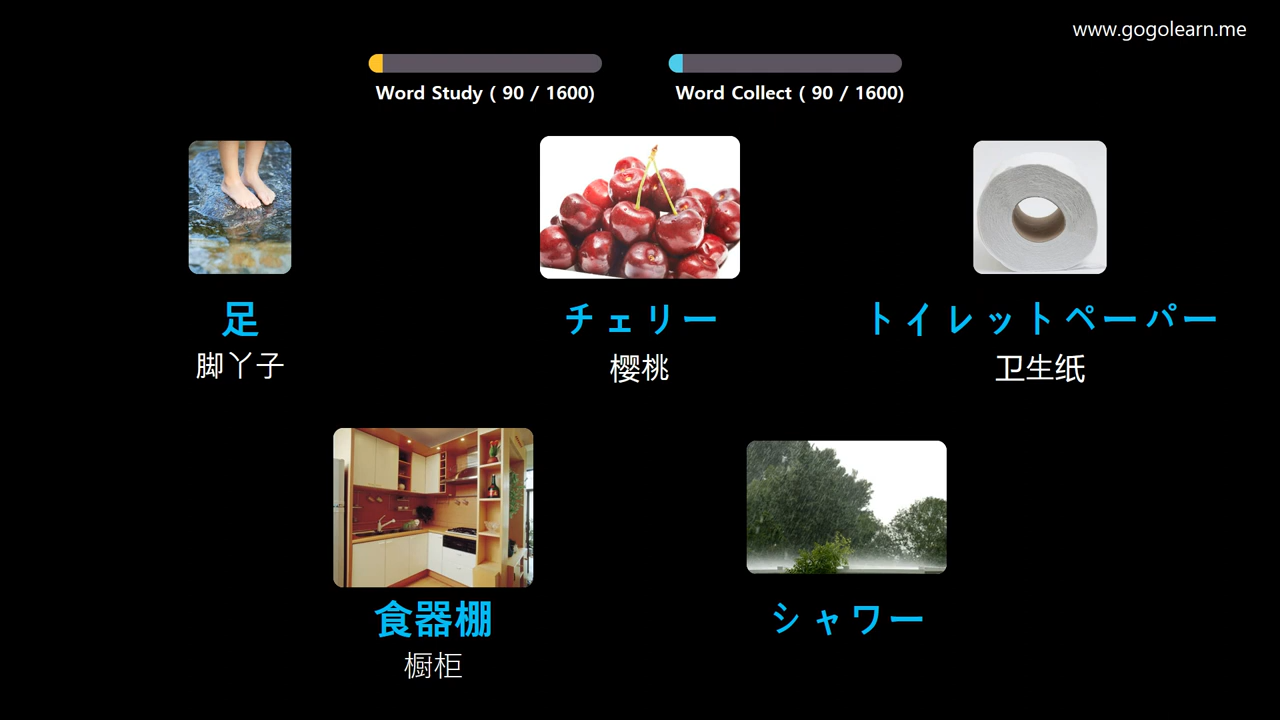 www.gogolearn.me
Word Study ( 90 / 1600)
Word Collect ( 90 / 1600)
足
脚丫子
チェリー
樱桃
トイレットペーパー
卫生纸
食器棚
橱柜
シャワー